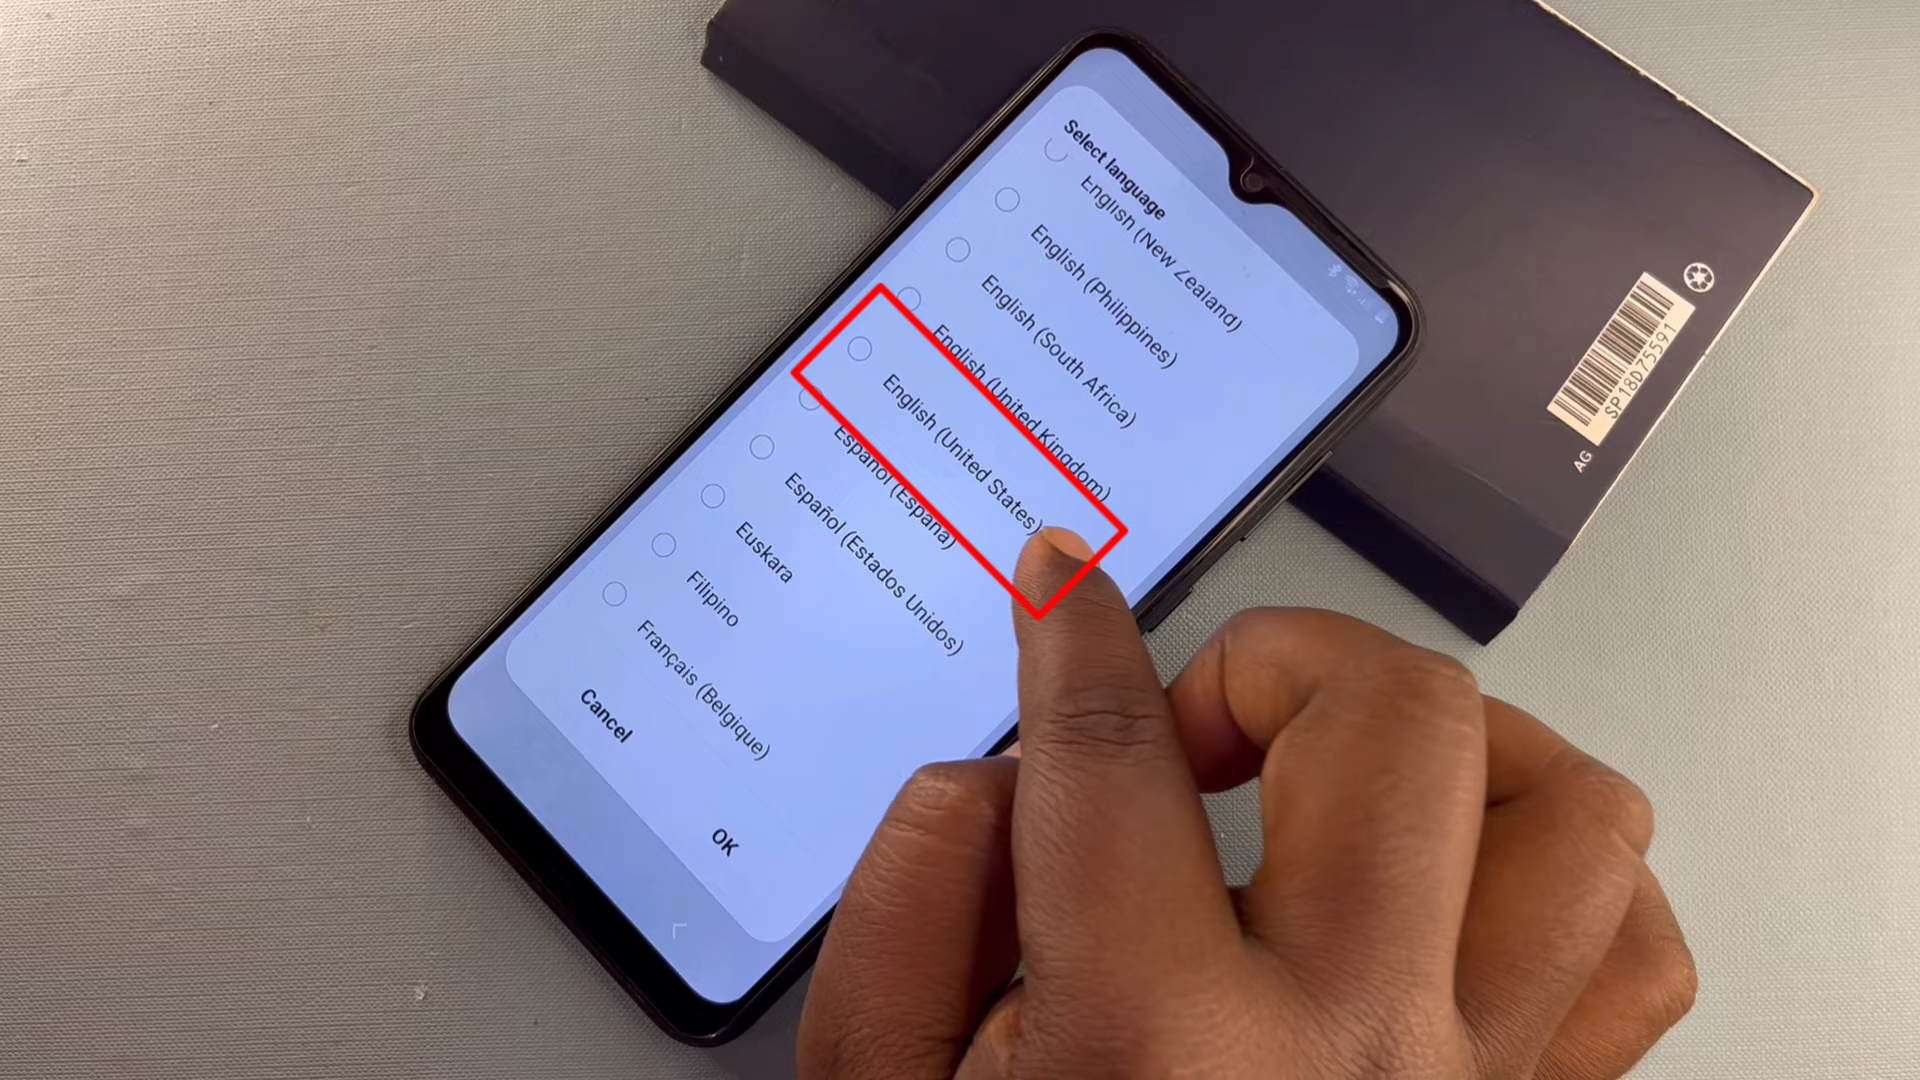 Select language
English (New Zealand)
English (Philippines)
English (South Africa)
English (United Kingdom)
English (United States)
Español (España)
Español (Estados Unidos)
Euskara
Filipino
Français (Belgique)
Cancel
OK
SP18D75591
AG